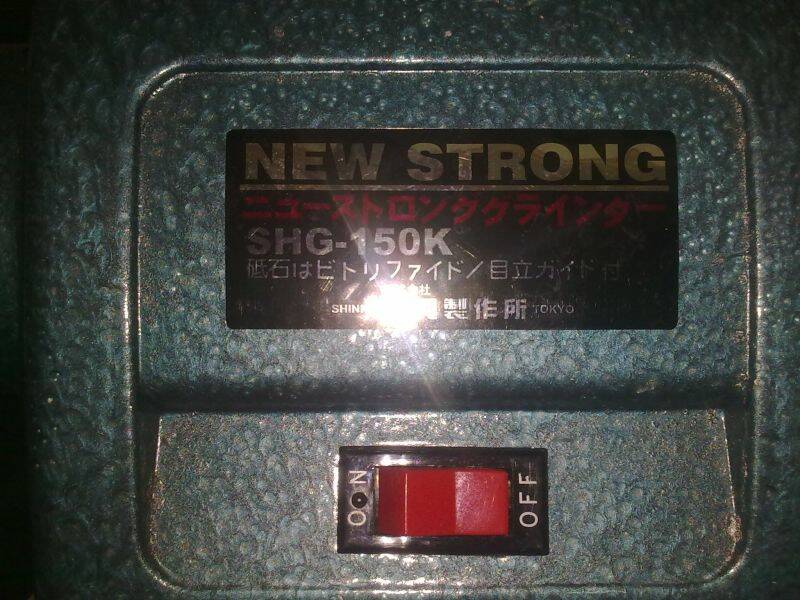 NEW STRONG
ニューストロンググラインダー
SHG-150K
砥石はビトリファイド/目立ガイド付
会社
製作所 TOKYO
ON
OFF